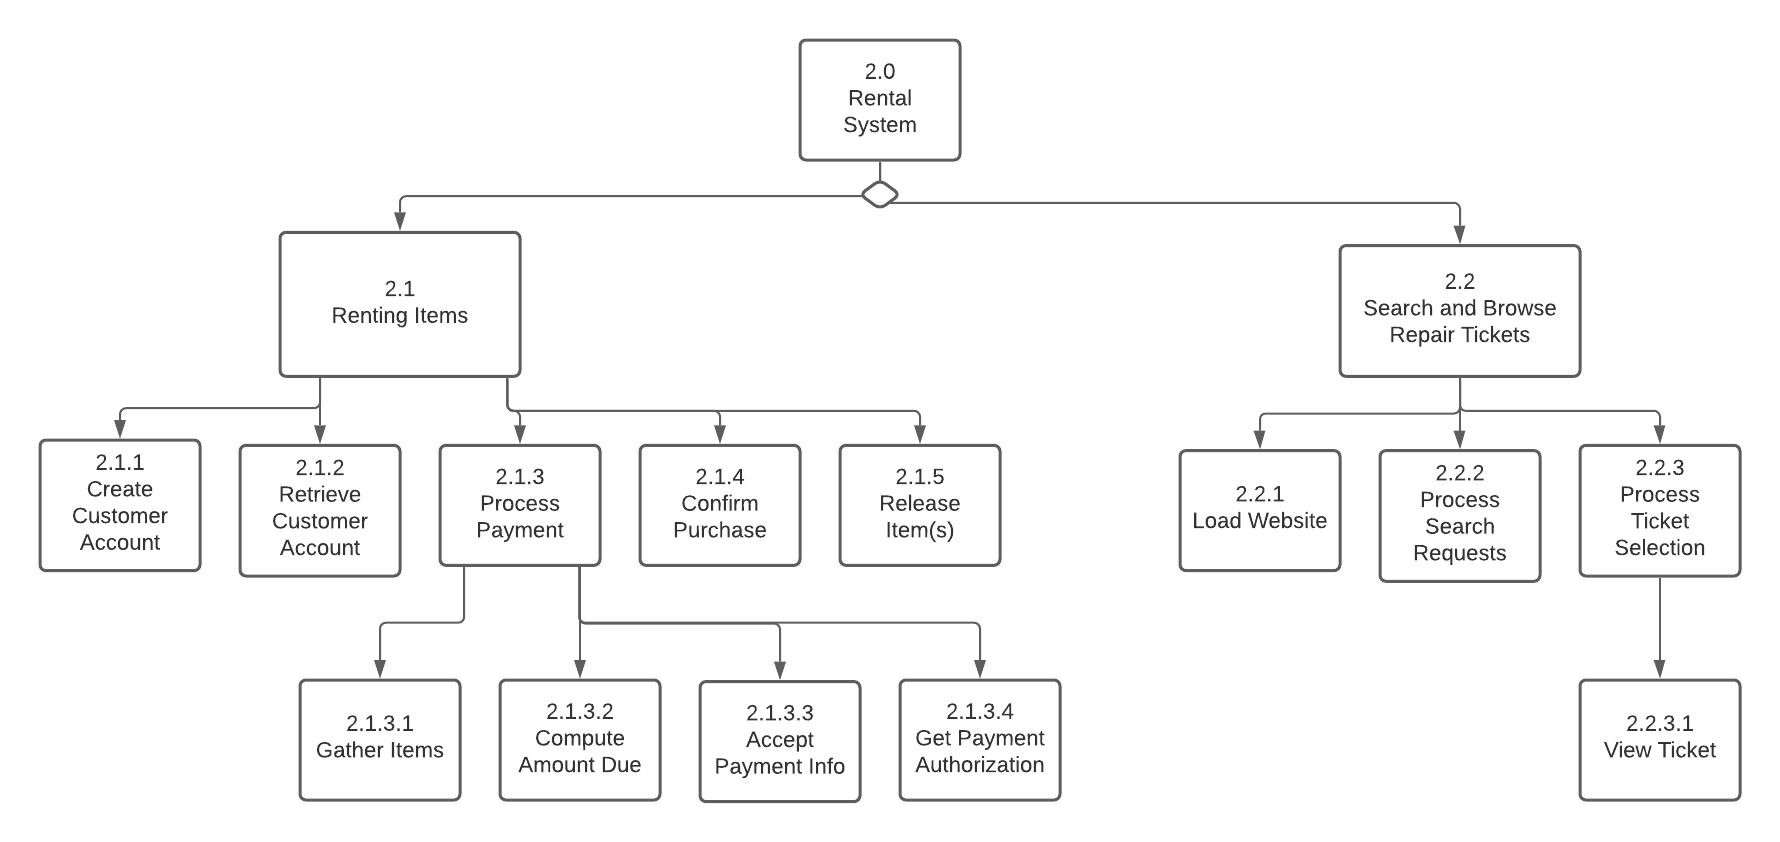 2.0
Rental
System
2.1
Renting Items
2.2
Search and Browse
Repair Tickets
2.1.1
Create
Customer
Account
2.1.2
Retrieve
Customer
Account
2.1.3
Process
Payment
2.1.4
Confirm
Purchase
2.1.5
Release
Item(s)
2.2.1
Load Website
2.2.2
Process
Search
Requests
2.2.3
Process
Ticket
Selection
2.1.3.1
Gather Items
2.1.3.2
Compute
Amount Due
2.1.3.3
Accept
Payment Info
2.1.3.4
Get Payment
Authorization
2.2.3.1
View Ticket